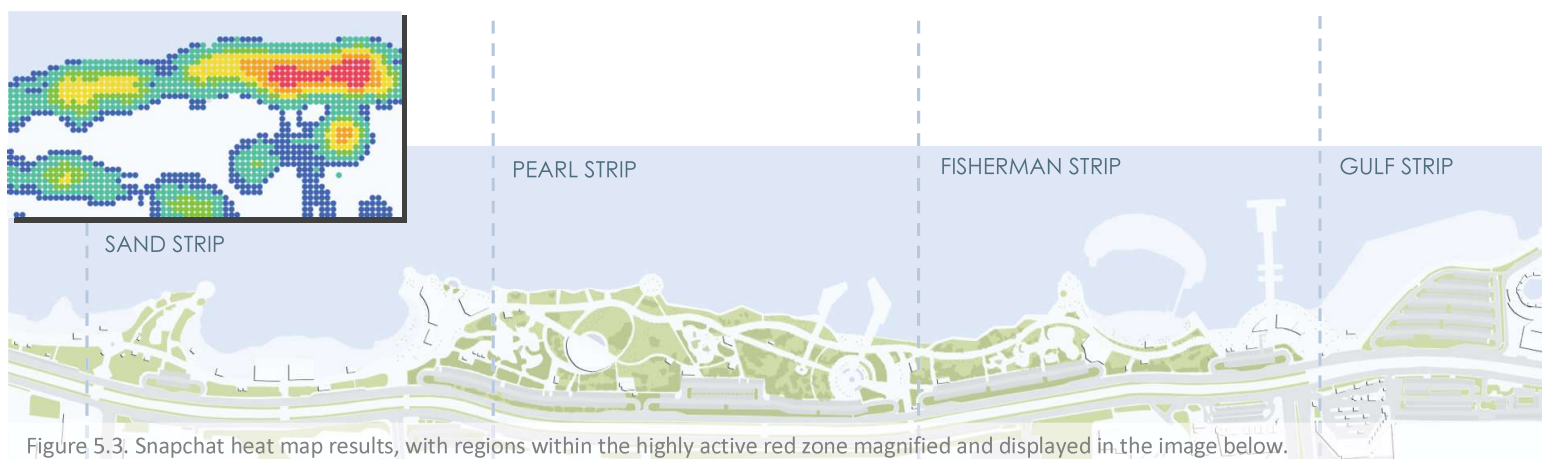 PEARL STRIP
FISHERMAN STRIP
GULF STRIP
SAND STRIP
Figure 5.3. Snapchat heat map results, with regions within the highly active red zone magnified and displayed in the image below.